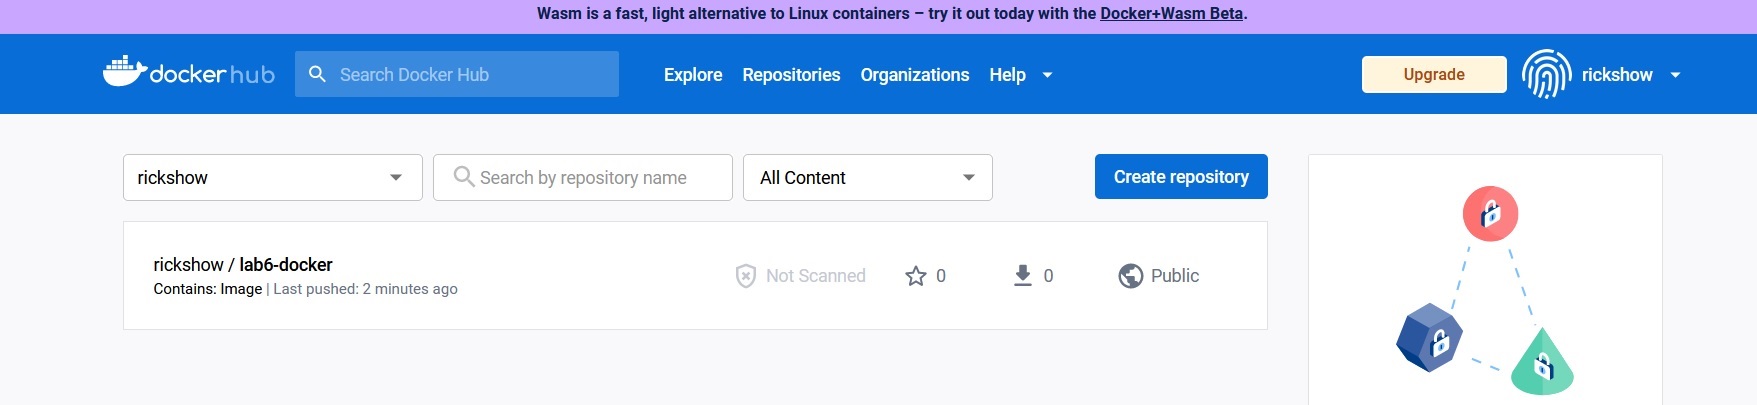 Wasm is a fast, light alternative to Linux containers – try it out today with the Docker+Wasm Beta.
docker hub
Search Docker Hub
Explore
Repositories
Organizations
Help
Upgrade
rickshow
rickshow
Search by repository name
All Content
Create repository
rickshow / lab6-docker
Contains: Image | Last pushed: 2 minutes ago
Not Scanned
0
0
Public